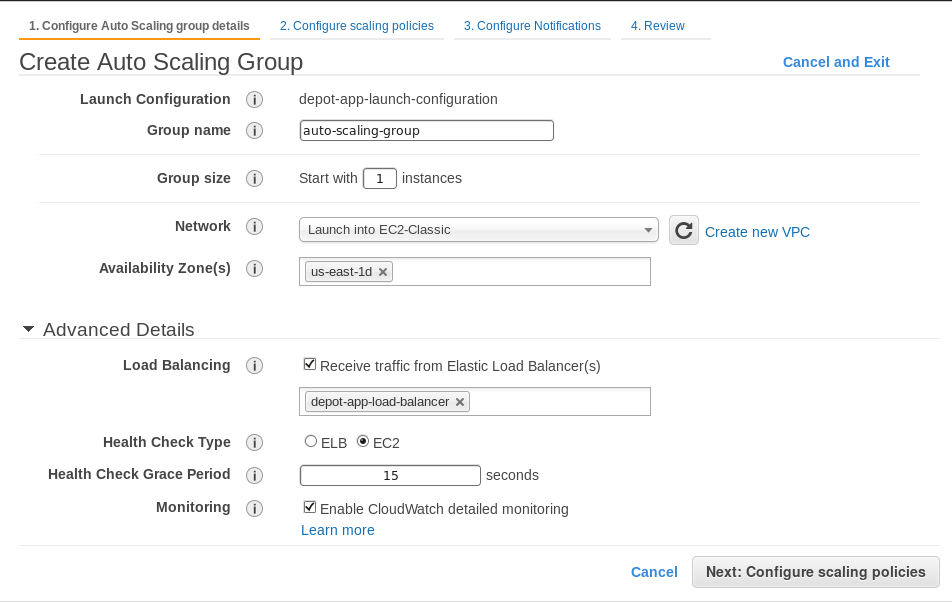 1. Configure Auto Scaling group details 2. Configure scaling policies 3. Configure Notifications 4. Review
Create Auto Scaling Group Cancel and Exit
Launch Configuration i depot-app-launch-configuration
Group name i auto-scaling-group
Group size i Start with 1 instances
Network i Launch into EC2-Classic Create new VPC
Availability Zone(s) i us-east-1d ×
Advanced Details
Load Balancing i Receive traffic from Elastic Load Balancer(s)
depot-app-load-balancer ×
Health Check Type i ELB EC2
Health Check Grace Period i 15 seconds
Monitoring i Enable CloudWatch detailed monitoring
Learn more
Cancel Next: Configure scaling policies